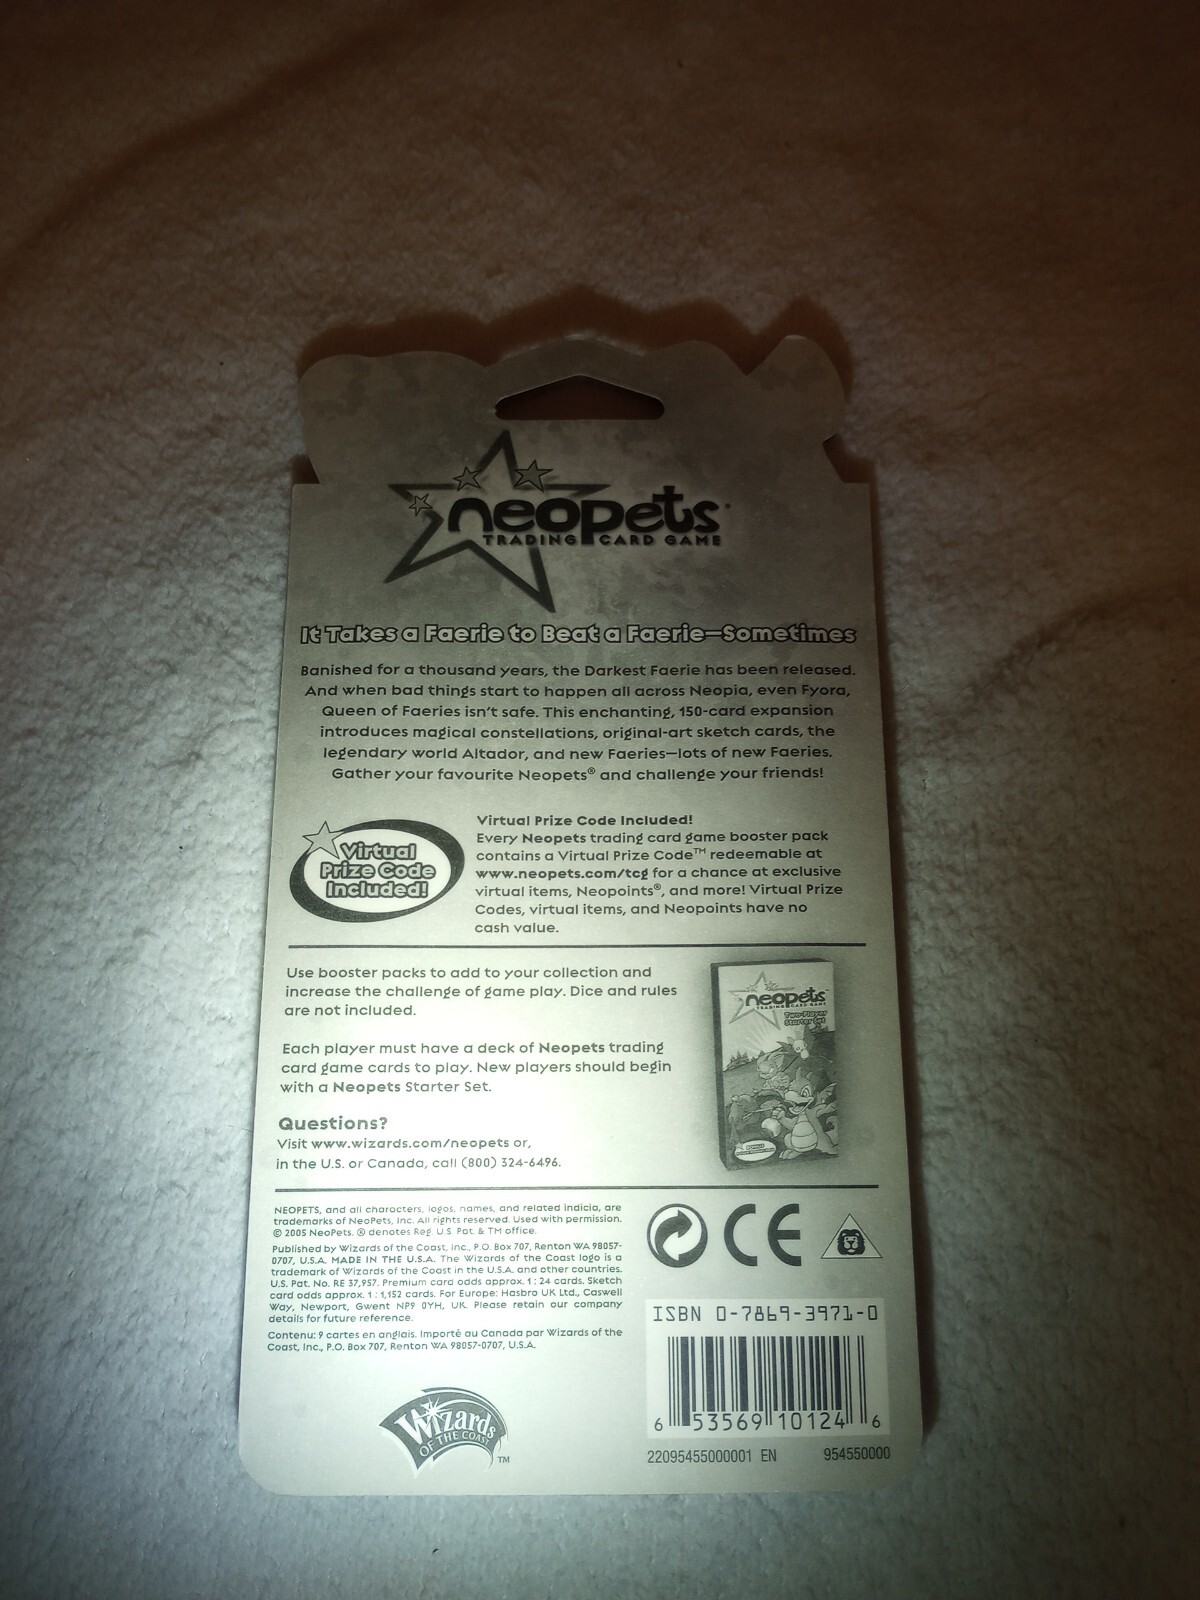 neopets
TRADING CARD GAME
It Takes a Faerie to Beat a Faerie—Sometimes
Banished for a thousand years, the Darkest Faerie has been released.
And when bad things start to happen all across Neopia, even Fyora,
Queen of Faeries isn't safe. This enchanting, 150-card expansion
introduces magical constellations, original-art sketch cards, the
legendary world Altador, and new Faeries—lots of new Faeries.
Gather your favourite Neopets® and challenge your friends!
Virtual
Prize Code
Included!
Virtual Prize Code Included!
Every Neopets trading card game booster pack
contains a Virtual Prize Code™ redeemable at
www.neopets.com/tcg for a chance at exclusive
virtual items, Neopoints®, and more! Virtual Prize
Codes, virtual items, and Neopoints have no
cash value.
Use booster packs to add to your collection and
increase the challenge of game play. Dice and rules
are not included.
Each player must have a deck of Neopets trading
card game cards to play. New players should begin
with a Neopets Starter Set.
Questions?
Visit www.wizards.com/neopets or,
in the U.S. or Canada, call (800) 324-6496.
neopets
TRADING CARD GAME
Two-Player
Starter Set
NEOPETS, and all characters, logos, names, and related indicia, are
trademarks of NeoPets, Inc. All rights reserved. Used with permission.
© 2005 NeoPets. ® denotes Reg. U.S. Pat. & TM office.
Published by Wizards of the Coast, Inc., P.O. Box 707, Renton WA 98057-
0707, U.S.A. MADE IN THE U.S.A. The Wizards of the Coast logo is a
trademark of Wizards of the Coast in the U.S.A. and other countries.
U.S. Pat. No. RE 37,957. Premium card odds approx. 1 : 24 cards. Sketch
card odds approx. 1 : 1,152 cards. For Europe: Hasbro UK Ltd., Caswell
Way, Newport, Gwent NP9 0YH, UK. Please retain our company
details for future reference.
Contenu: 9 cartes en anglais. Importé au Canada par Wizards of the
Coast, Inc., P.O. Box 707, Renton WA 98057-0707, U.S.A.
CE
ISBN 0-7869-3971-0
6 53569 10124 6
22095455000001 EN 954550000
Wizards
OF THE COAST
TM